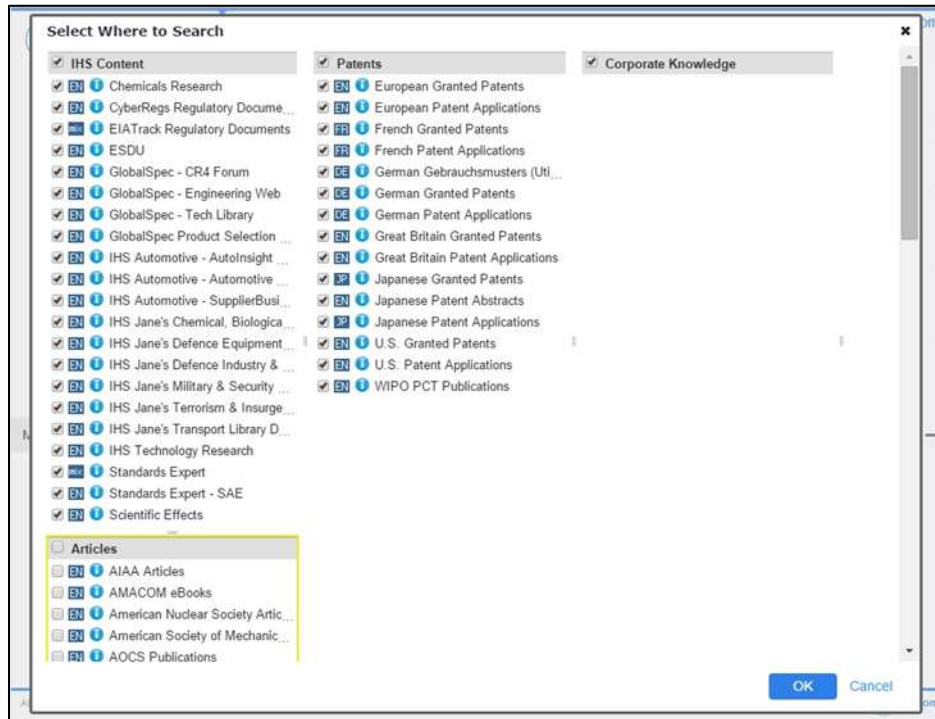 Select Where to Search
IHS Content
EN Chemicals Research
EN CyberRegs Regulatory Docume...
mix EIATrack Regulatory Documents
EN ESDU
EN GlobalSpec - CR4 Forum
EN GlobalSpec - Engineering Web
EN GlobalSpec - Tech Library
EN GlobalSpec Product Selection ...
EN IHS Automotive - AutoInsight ...
EN IHS Automotive - Automotive ...
EN IHS Automotive - SupplierBusi...
EN IHS Jane's Chemical, Biologica...
EN IHS Jane's Defence Equipment...
EN IHS Jane's Defence Industry & ...
EN IHS Jane's Military & Security ...
EN IHS Jane's Terrorism & Insurge...
EN IHS Jane's Transport Library D...
EN IHS Technology Research
mix Standards Expert
EN Standards Expert - SAE
EN Scientific Effects
Articles
EN AIAA Articles
EN AMACOM eBooks
EN American Nuclear Society Artic...
EN American Society of Mechanic...
EN AOCS Publications
Patents
EN European Granted Patents
EN European Patent Applications
FR French Granted Patents
FR French Patent Applications
DE German Gebrauchsmusters (Uti...
DE German Granted Patents
DE German Patent Applications
EN Great Britain Granted Patents
EN Great Britain Patent Applications
JP Japanese Granted Patents
EN Japanese Patent Abstracts
JP Japanese Patent Applications
EN U.S. Granted Patents
EN U.S. Patent Applications
EN WIPO PCT Publications
Corporate Knowledge
OK
Cancel